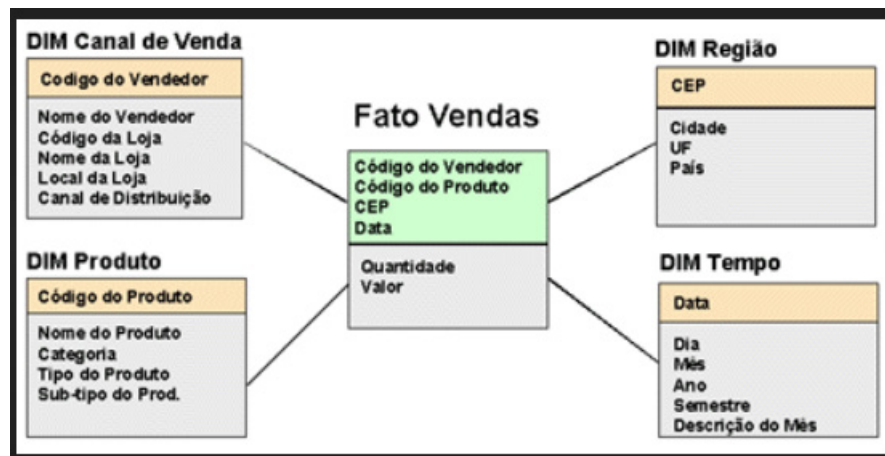 DIM Canal de Venda
Codigo do Vendedor
Nome do Vendedor
Código da Loja
Nome da Loja
Local da Loja
Canal de Distribuição
DIM Produto
Código do Produto
Nome do Produto
Categoria
Tipo do Produto
Sub-tipo do Prod.
Fato Vendas
Código do Vendedor
Código do Produto
CEP
Data
Quantidade
Valor
DIM Região
CEP
Cidade
UF
País
DIM Tempo
Data
Dia
Mês
Ano
Semestre
Descrição do Mês